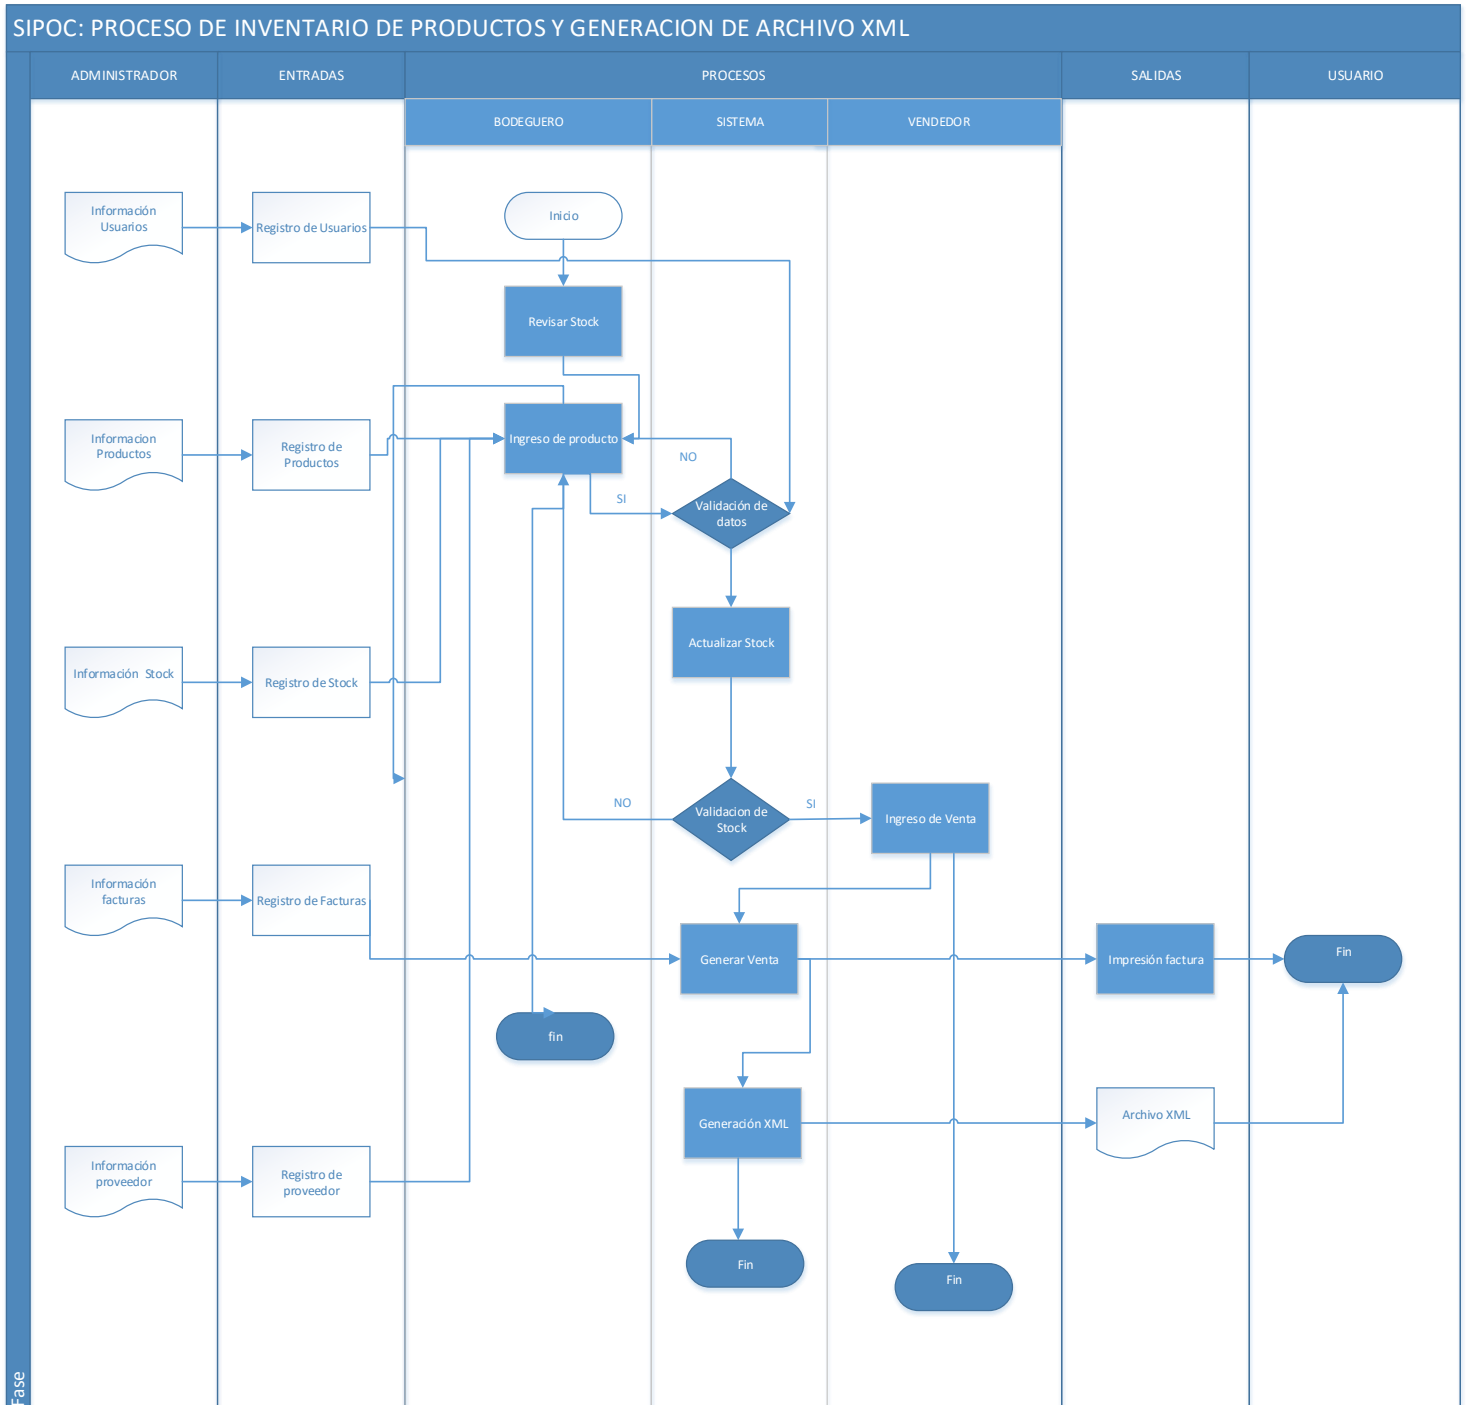 SIPOC: PROCESO DE INVENTARIO DE PRODUCTOS Y GENERACION DE ARCHIVO XML
ADMINISTRADOR
ENTRADAS
PROCESOS
SALIDAS
USUARIO
BODEGUERO
SISTEMA
VENDEDOR
Información
Usuarios
Registro de Usuarios
Inicio
Revisar Stock
Informacion
Productos
Registro de
Productos
Ingreso de producto
NO
SI
Validación de
datos
Actualizar Stock
Información  Stock
Registro de Stock
NO
Validacion de
Stock
SI
Ingreso de Venta
Información
facturas
Registro de Facturas
Generar Venta
Impresión factura
Fin
fin
Generación XML
Archivo XML
Información
proveedor
Registro de
proveedor
Fin
Fin
Fase